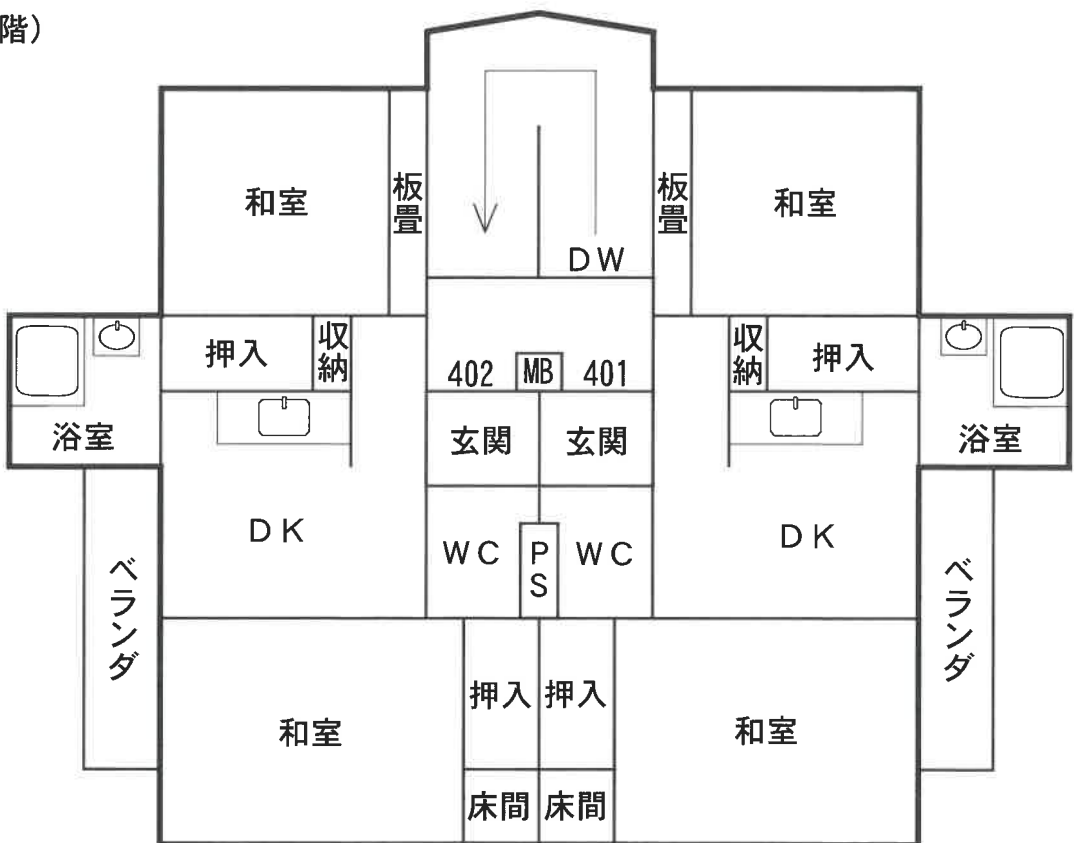 階）
和室
板畳
板畳
和室
DW
押入
収納
収納
押入
402
MB
401
浴室
玄関
玄関
浴室
DK
WC
PS
WC
DK
ベランダ
ベランダ
和室
押入
押入
和室
床間
床間